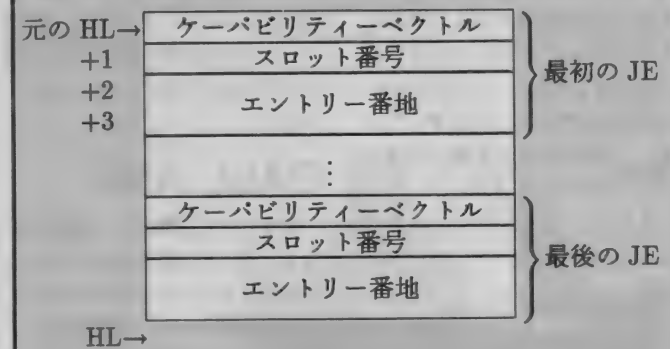 元の HL→ ケーパビリティーベクトル
+1 スロット番号
最初の JE
+2
エントリー番地
+3
⋮
ケーパビリティーベクトル
スロット番号
最後の JE
エントリー番地
HL→